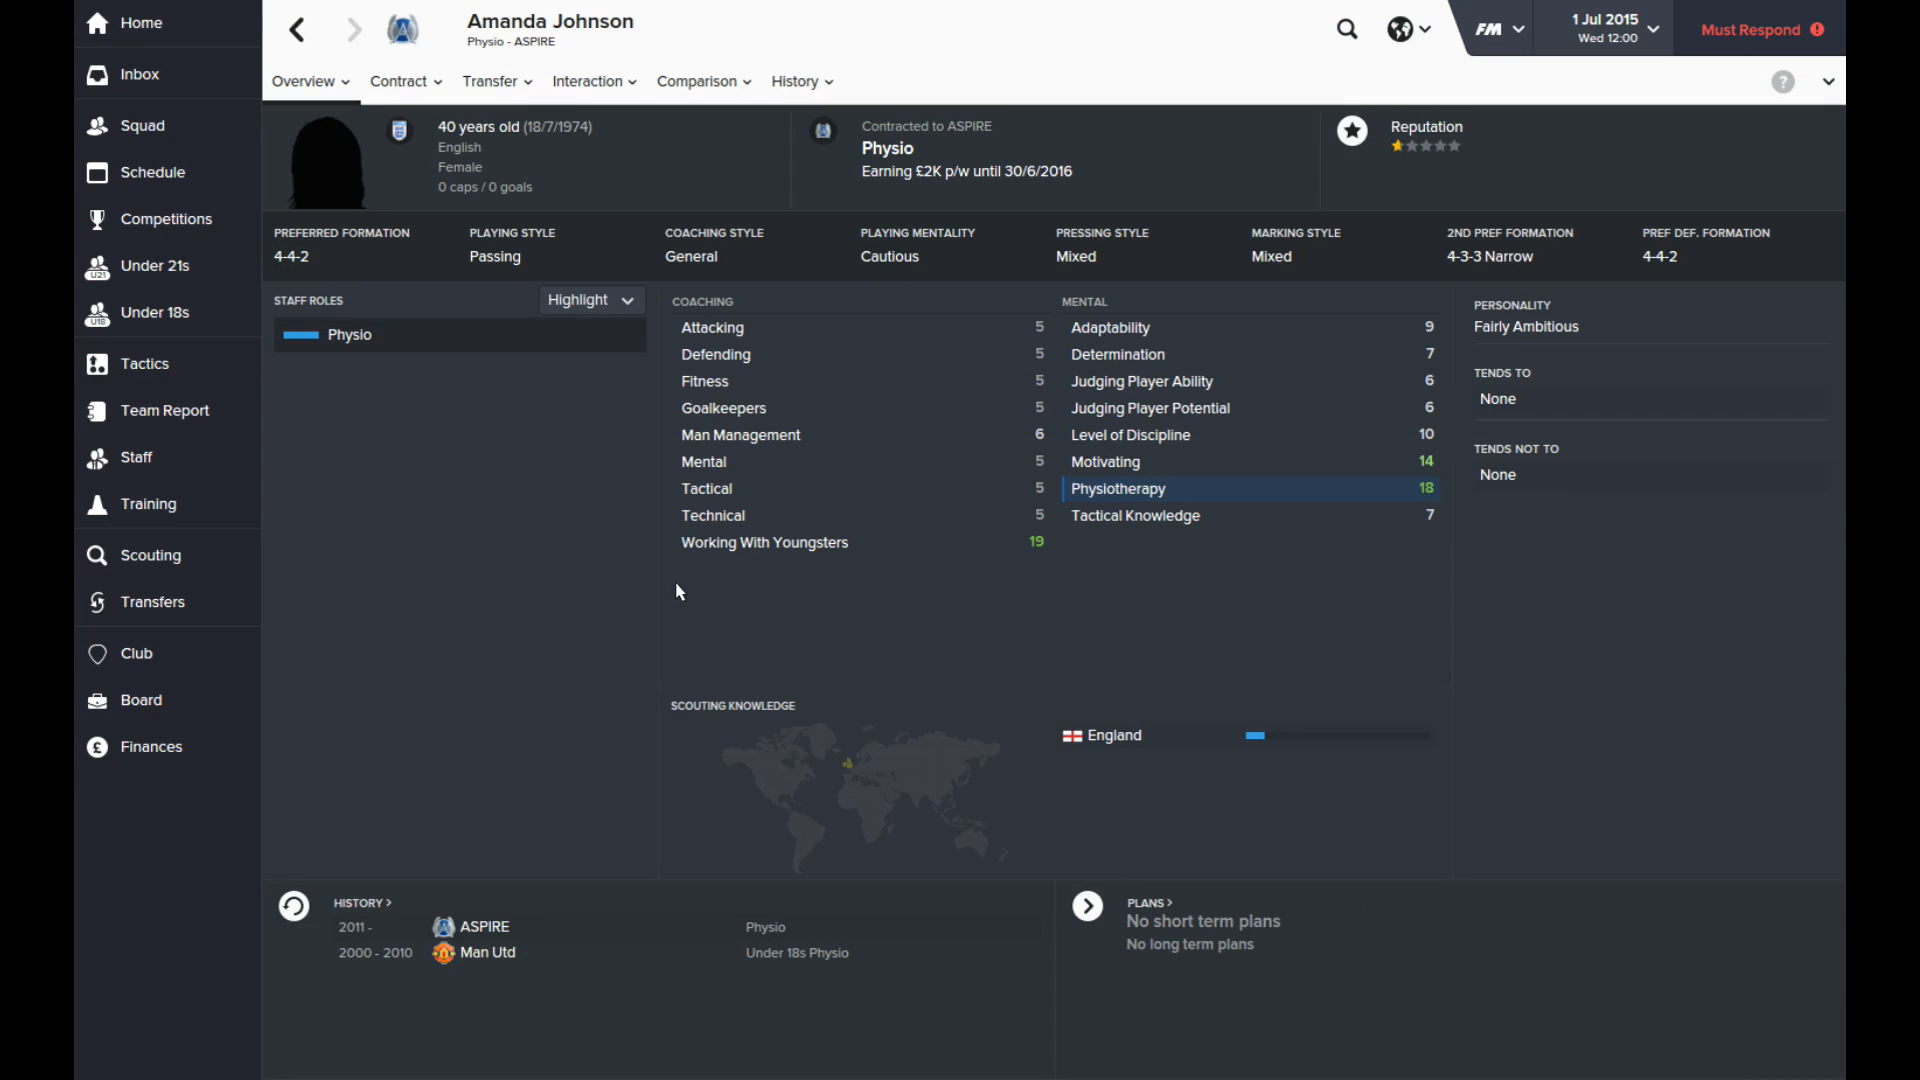 Home
Inbox
Squad
Schedule
Competitions
Under 21s
Under 18s
Tactics
Team Report
Staff
Training
Scouting
Transfers
Club
Board
Finances
Amanda Johnson
Physio - ASPIRE
FM
1 Jul 2015
Wed 12:00
Must Respond
Overview
Contract
Transfer
Interaction
Comparison
History
40 years old (18/7/1974)
English
Female
0 caps / 0 goals
Contracted to ASPIRE
Physio
Earning £2K p/w until 30/6/2016
Reputation
PREFERRED FORMATION
4-4-2
PLAYING STYLE
Passing
COACHING STYLE
General
PLAYING MENTALITY
Cautious
PRESSING STYLE
Mixed
MARKING STYLE
Mixed
2ND PREF FORMATION
4-3-3 Narrow
PREF DEF. FORMATION
4-4-2
STAFF ROLES
Highlight
Physio
COACHING
Attacking 5
Defending 5
Fitness 5
Goalkeepers 5
Man Management 6
Mental 5
Tactical 5
Technical 5
Working With Youngsters 19
MENTAL
Adaptability 9
Determination 7
Judging Player Ability 6
Judging Player Potential 6
Level of Discipline 10
Motivating 14
Physiotherapy 18
Tactical Knowledge 7
PERSONALITY
Fairly Ambitious
TENDS TO
None
TENDS NOT TO
None
SCOUTING KNOWLEDGE
England
HISTORY >
2011 - ASPIRE Physio
2000 - 2010 Man Utd Under 18s Physio
PLANS >
No short term plans
No long term plans